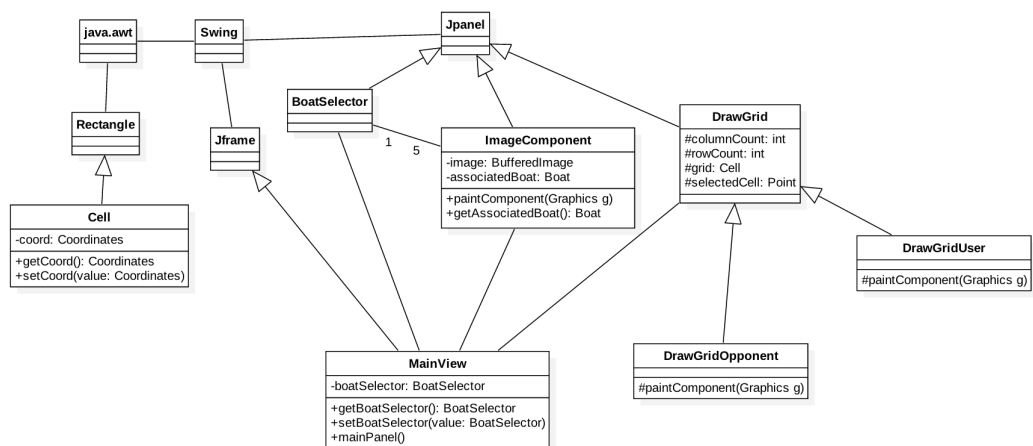 java.awt
Swing
Jpanel
BoatSelector
Rectangle
Jframe
1
5
ImageComponent
-image: BufferedImage
-associatedBoat: Boat
+paintComponent(Graphics g)
+getAssociatedBoat(): Boat
DrawGrid
#columnCount: int
#rowCount: int
#grid: Cell
#selectedCell: Point
Cell
-coord: Coordinates
+getCoord(): Coordinates
+setCoord(value: Coordinates)
DrawGridUser
#paintComponent(Graphics g)
MainView
-boatSelector: BoatSelector
+getBoatSelector(): BoatSelector
+setBoatSelector(value: BoatSelector)
+mainPanel()
DrawGridOpponent
#paintComponent(Graphics g)